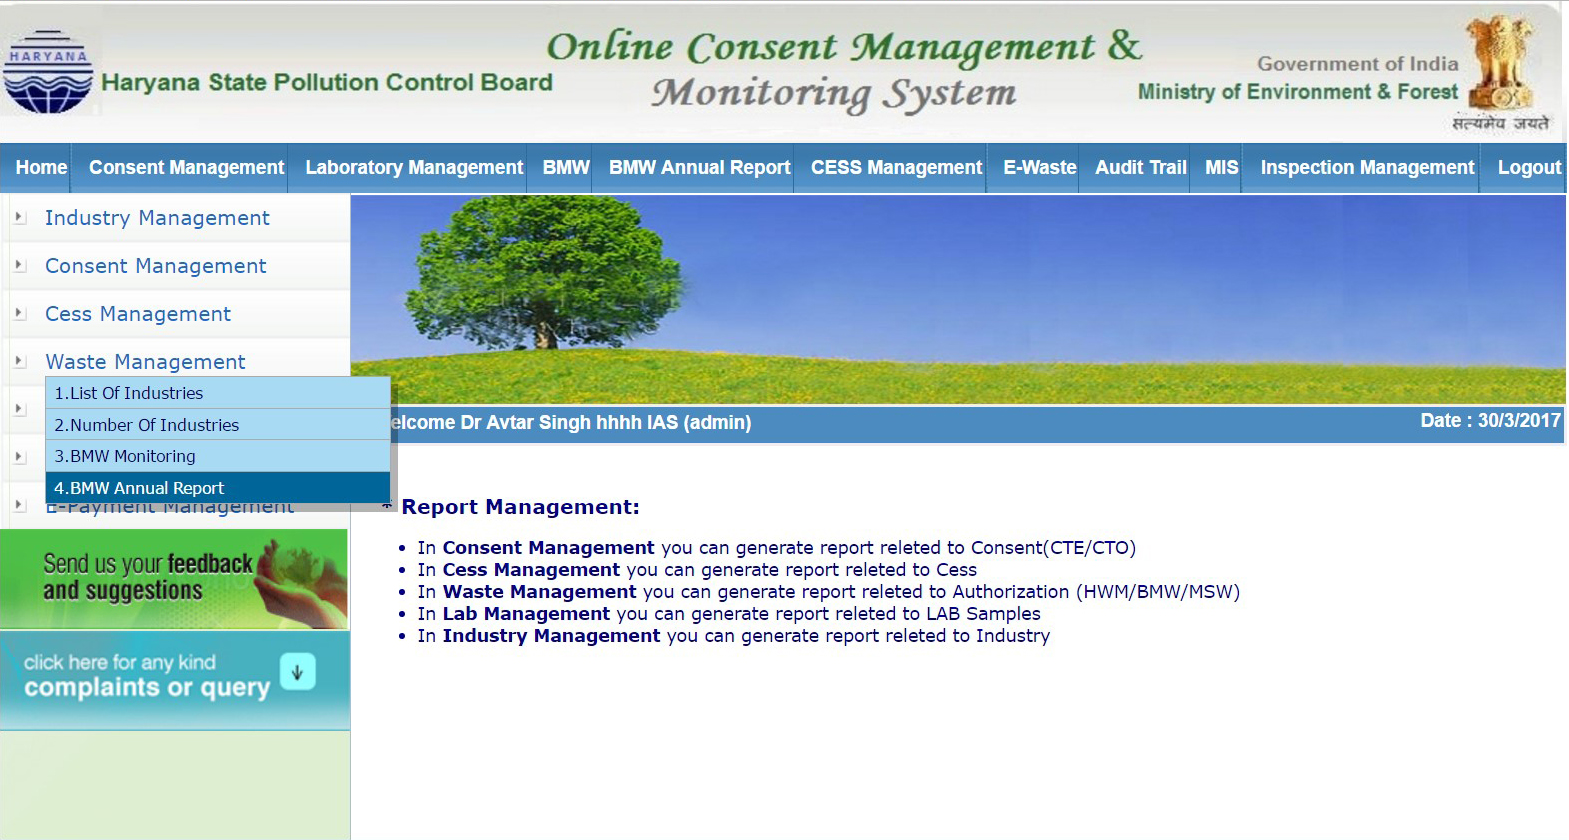 HARYANA
Haryana State Pollution Control Board
Online Consent Management &
Monitoring System
Government of India
Ministry of Environment & Forest
सत्यमेव जयते
Home Consent Management Laboratory Management BMW BMW Annual Report CESS Management E-Waste Audit Trail MIS Inspection Management Logout
Industry Management
Consent Management
Cess Management
Waste Management
1.List Of Industries
2.Number Of Industries
3.BMW Monitoring
4.BMW Annual Report
E-Payment Management
Send us your feedback
and suggestions
click here for any kind
complaints or query
elcome Dr Avtar Singh hhhh IAS (admin)
Date : 30/3/2017
* Report Management:
• In Consent Management you can generate report releted to Consent(CTE/CTO)
• In Cess Management you can generate report releted to Cess
• In Waste Management you can generate report releted to Authorization (HWM/BMW/MSW)
• In Lab Management you can generate report releted to LAB Samples
• In Industry Management you can generate report releted to Industry